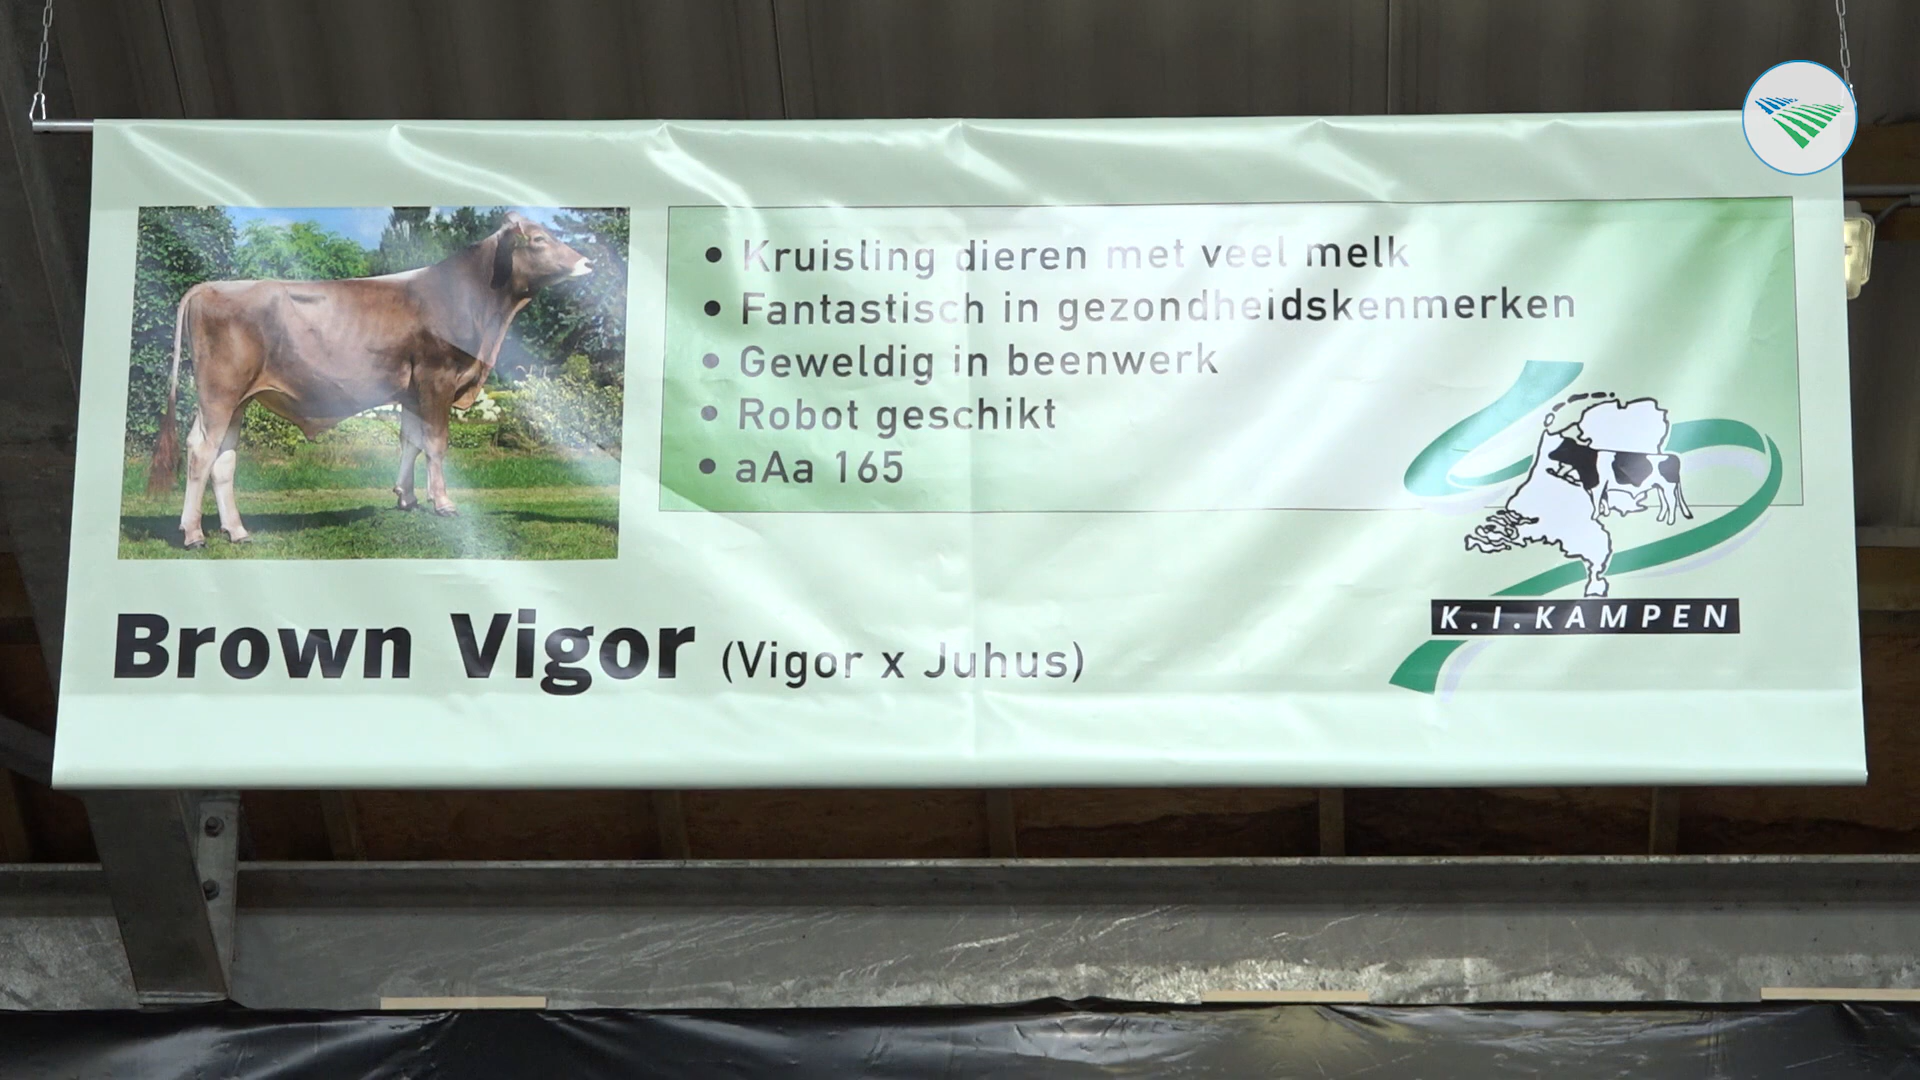 • Kruisling dieren met veel melk
• Fantastisch in gezondheidskenmerken
• Geweldig in beenwerk
• Robot geschikt
• aAa 165
K.I.KAMPEN
Brown Vigor (Vigor x Juhus)